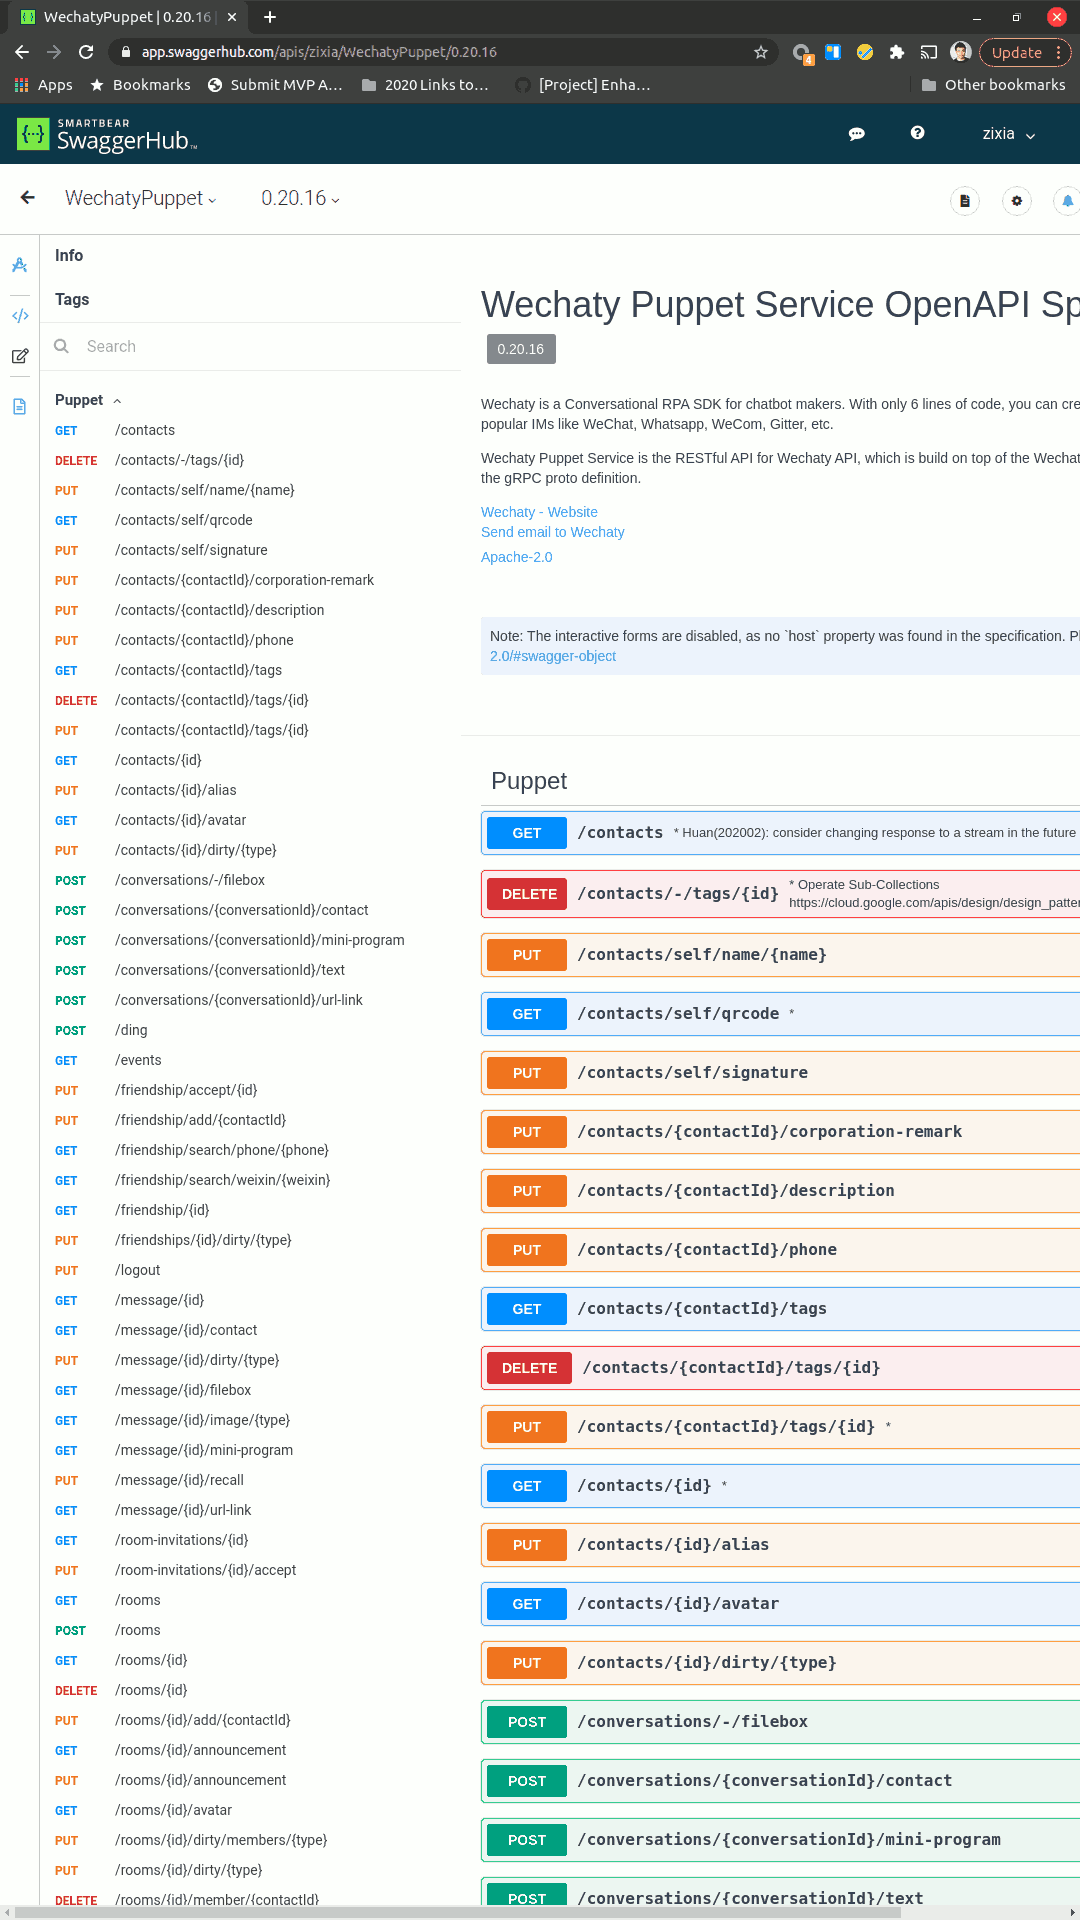 WechatyPuppet | 0.20.16
app.swaggerhub.com/apis/zixia/WechatyPuppet/0.20.16
4
Update
Apps
Bookmarks
Submit MVP A...
2020 Links to...
[Project] Enha...
Other bookmarks
SMARTBEAR
SwaggerHub™
zixia
WechatyPuppet
0.20.16
Info
Tags
Search
Puppet
GET /contacts
DELETE /contacts/-/tags/{id}
PUT /contacts/self/name/{name}
GET /contacts/self/qrcode
PUT /contacts/self/signature
PUT /contacts/{contactId}/corporation-remark
PUT /contacts/{contactId}/description
PUT /contacts/{contactId}/phone
GET /contacts/{contactId}/tags
DELETE /contacts/{contactId}/tags/{id}
PUT /contacts/{contactId}/tags/{id}
GET /contacts/{id}
PUT /contacts/{id}/alias
GET /contacts/{id}/avatar
PUT /contacts/{id}/dirty/{type}
POST /conversations/-/filebox
POST /conversations/{conversationId}/contact
POST /conversations/{conversationId}/mini-program
POST /conversations/{conversationId}/text
POST /conversations/{conversationId}/url-link
POST /ding
GET /events
PUT /friendship/accept/{id}
PUT /friendship/add/{contactId}
GET /friendship/search/phone/{phone}
GET /friendship/search/weixin/{weixin}
GET /friendship/{id}
PUT /friendships/{id}/dirty/{type}
PUT /logout
GET /message/{id}
GET /message/{id}/contact
PUT /message/{id}/dirty/{type}
GET /message/{id}/filebox
GET /message/{id}/image/{type}
GET /message/{id}/mini-program
PUT /message/{id}/recall
GET /message/{id}/url-link
GET /room-invitations/{id}
PUT /room-invitations/{id}/accept
GET /rooms
POST /rooms
GET /rooms/{id}
DELETE /rooms/{id}
PUT /rooms/{id}/add/{contactId}
GET /rooms/{id}/announcement
PUT /rooms/{id}/announcement
GET /rooms/{id}/avatar
PUT /rooms/{id}/dirty/members/{type}
PUT /rooms/{id}/dirty/{type}
DELETE /rooms/{id}/member/{contactId}
Wechaty Puppet Service OpenAPI Sp
0.20.16
Wechaty is a Conversational RPA SDK for chatbot makers. With only 6 lines of code, you can cre
popular IMs like WeChat, Whatsapp, WeCom, Gitter, etc.
Wechaty Puppet Service is the RESTful API for Wechaty API, which is build on top of the Wechat
the gRPC proto definition.
Wechaty - Website
Send email to Wechaty
Apache-2.0
Note: The interactive forms are disabled, as no `host` property was found in the specification. Pl
2.0/#swagger-object
Puppet
GET /contacts * Huan(202002): consider changing response to a stream in the future
DELETE /contacts/-/tags/{id} * Operate Sub-Collections
https://cloud.google.com/apis/design/design_patter
PUT /contacts/self/name/{name}
GET /contacts/self/qrcode *
PUT /contacts/self/signature
PUT /contacts/{contactId}/corporation-remark
PUT /contacts/{contactId}/description
PUT /contacts/{contactId}/phone
GET /contacts/{contactId}/tags
DELETE /contacts/{contactId}/tags/{id}
PUT /contacts/{contactId}/tags/{id} *
GET /contacts/{id} *
PUT /contacts/{id}/alias
GET /contacts/{id}/avatar
PUT /contacts/{id}/dirty/{type}
POST /conversations/-/filebox
POST /conversations/{conversationId}/contact
POST /conversations/{conversationId}/mini-program
POST /conversations/{conversationId}/text